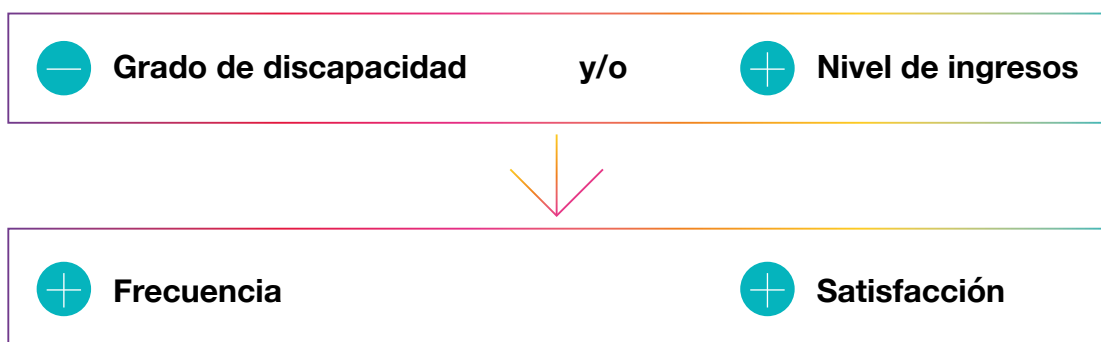 Grado de discapacidad y/o Nivel de ingresos
Frecuencia Satisfacción